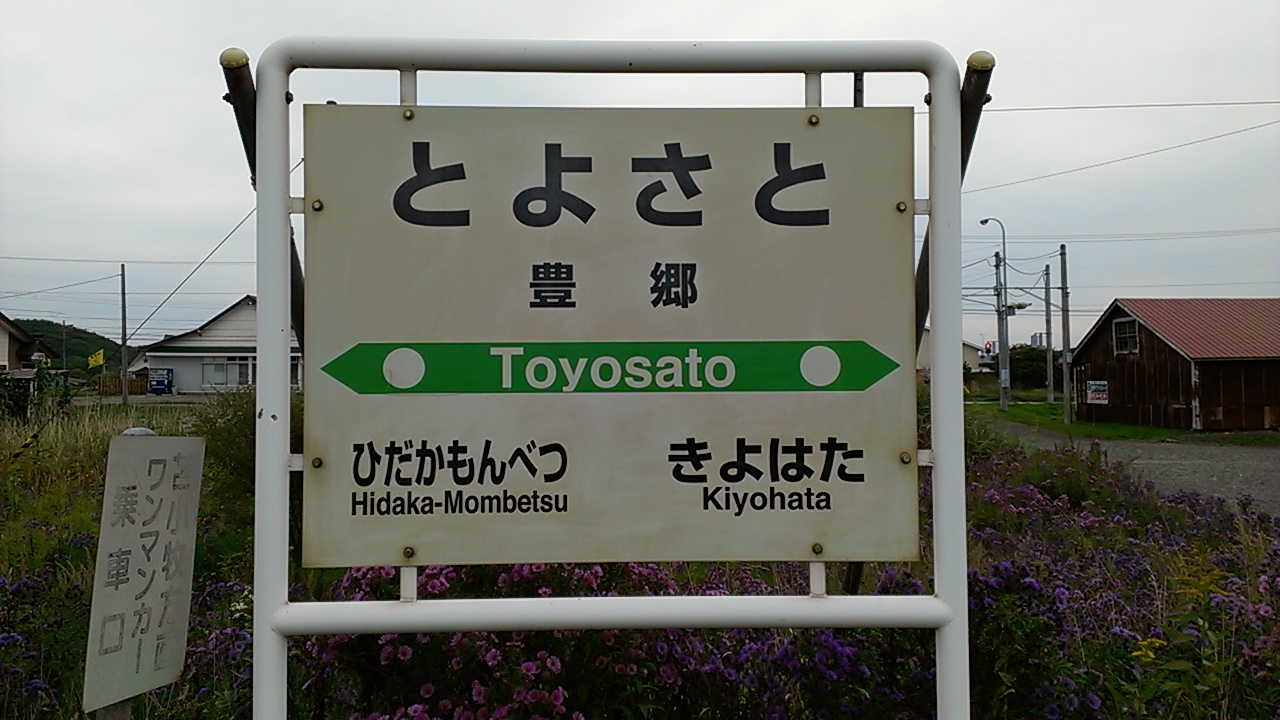 とよさと
豊郷
Toyosato
ひだかもんべつ きよはた
Hidaka-Mombetsu Kiyohata
苫小牧方面
ワンマンカー
乗車口